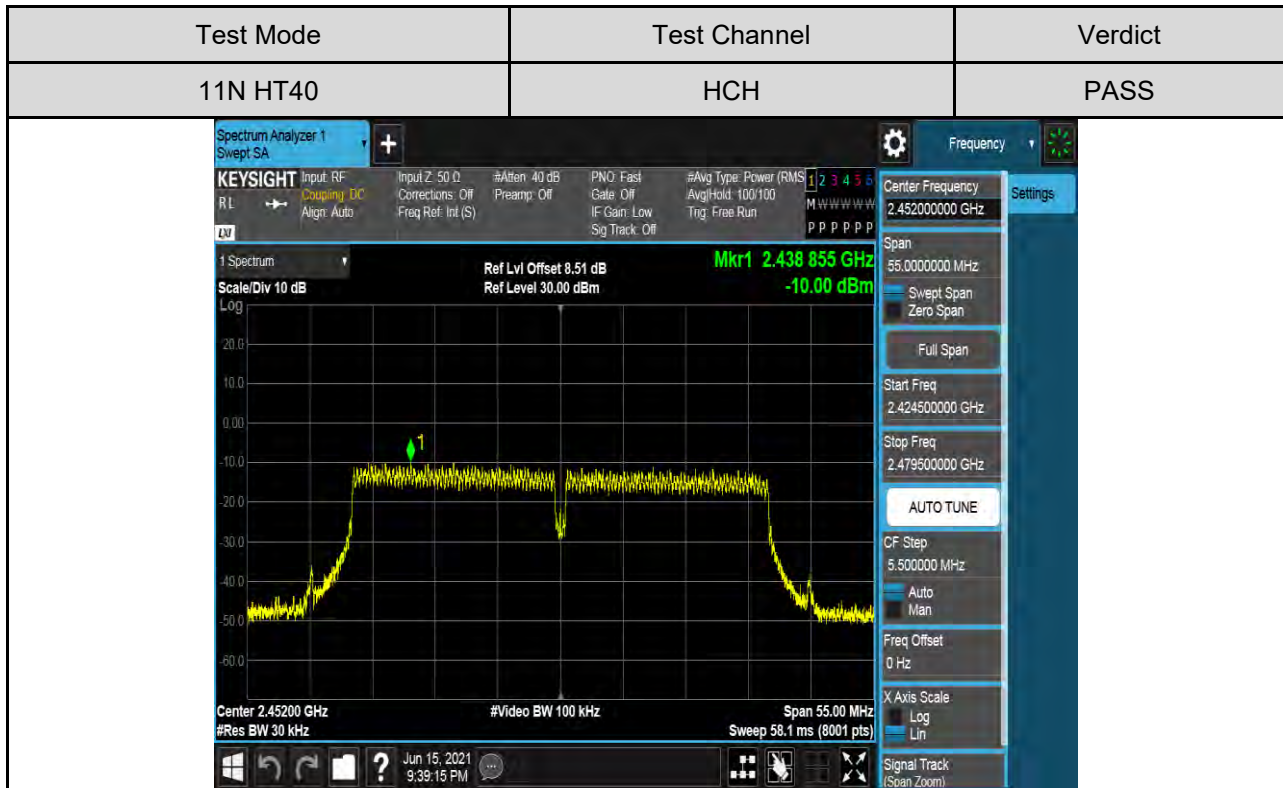 Test Mode Test Channel Verdict
11N HT40 HCH PASS
Spectrum Analyzer 1
Swept SA
+
Frequency
KEYSIGHT
Input: RF
Coupling: DC
Align: Auto
Input Z: 50 Ω
Corrections: Off
Freq Ref: Int (S)
#Atten: 40 dB
Preamp: Off
PNO: Fast
Gate: Off
IF Gain: Low
Sig Track: Off
#Avg Type: Power (RMS
Avg|Hold: 100/100
Trig: Free Run
1 2 3 4 5 6
M W W W W W
P P P P P P
R L
LXI
Center Frequency
2.452000000 GHz
Settings
Span
55.0000000 MHz
Swept Span
Zero Span
Full Span
Start Freq
2.424500000 GHz
Stop Freq
2.479500000 GHz
AUTO TUNE
CF Step
5.500000 MHz
Auto
Man
Freq Offset
0 Hz
X Axis Scale
Log
Lin
Signal Track
(Span Zoom)
1 Spectrum
Scale/Div 10 dB
Ref Lvl Offset 8.51 dB
Ref Level 30.00 dBm
Mkr1 2.438 855 GHz
-10.00 dBm
Log
20.0
10.0
0.00
-10.0
-20.0
-30.0
-40.0
-50.0
-60.0
1
Center 2.45200 GHz
#Res BW 30 kHz
#Video BW 100 kHz
Span 55.00 MHz
Sweep 58.1 ms (8001 pts)
?
Jun 15, 2021
9:39:15 PM